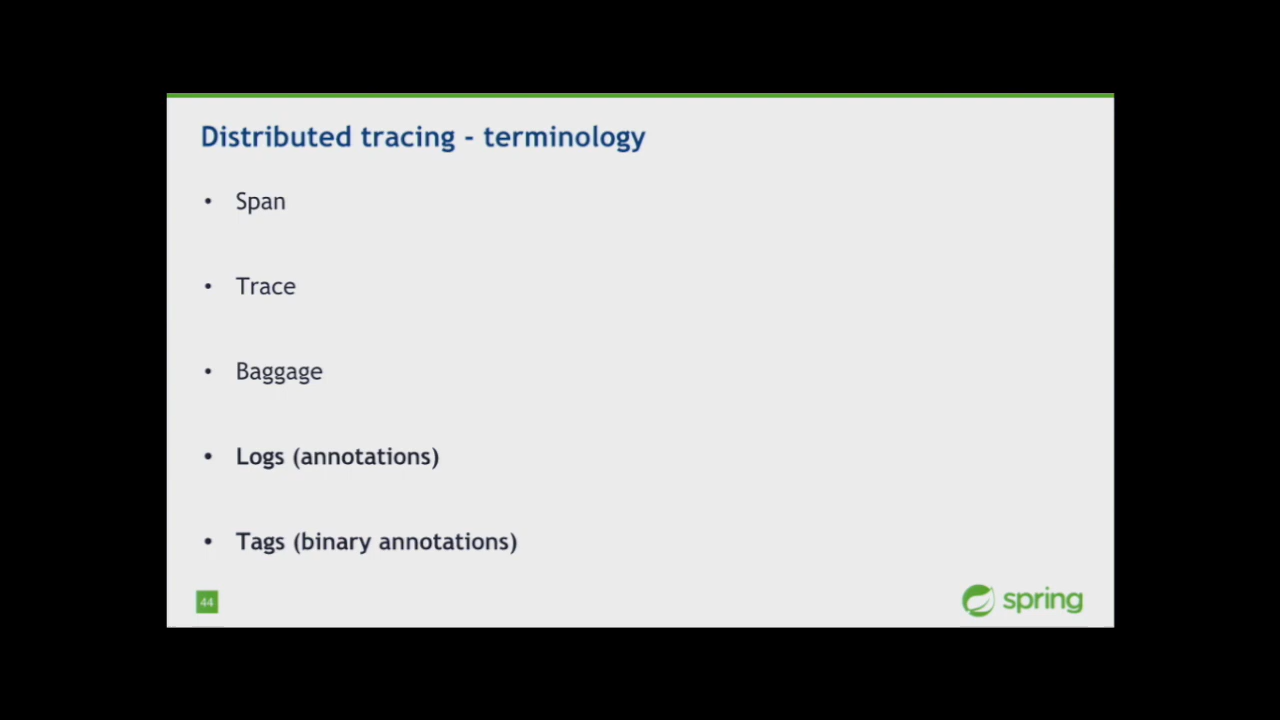 Distributed tracing - terminology
• Span
• Trace
• Baggage
• Logs (annotations)
• Tags (binary annotations)
44
spring